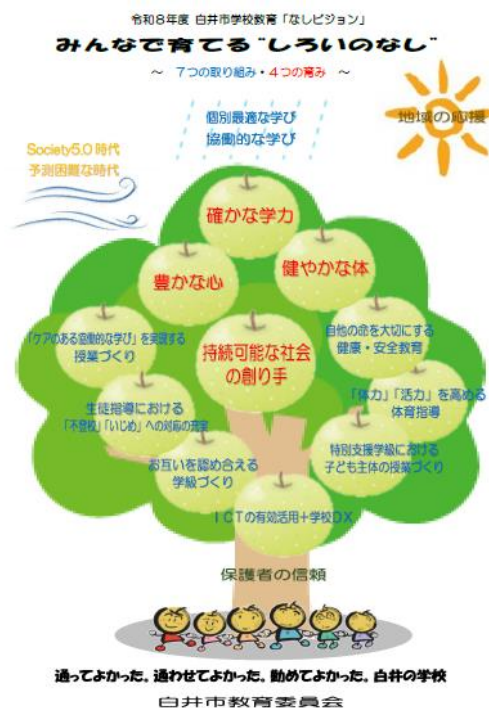 令和8年度 白井市学校教育「なしビジョン」
みんなで育てる“しろいのなし”
～ 7つの取り組み・4つの育み ～
個別最適な学び
協働的な学び
地域の応援
Society5.0時代
予測困難な時代
確かな学力
豊かな心
健やかな体
持続可能な社会
の創り手
「ケアのある協働的な学び」を実現する
授業づくり
自他の命を大切にする
健康・安全教育
生徒指導における
「不登校」「いじめ」への対応の充実
「体力」「活力」を高める
体育指導
お互いを認め合える
学級づくり
特別支援学級における
子ども主体の授業づくり
ICTの有効活用+学校DX
保護者の信頼
通ってよかった。通わせてよかった。勤めてよかった。白井の学校
白井市教育委員会